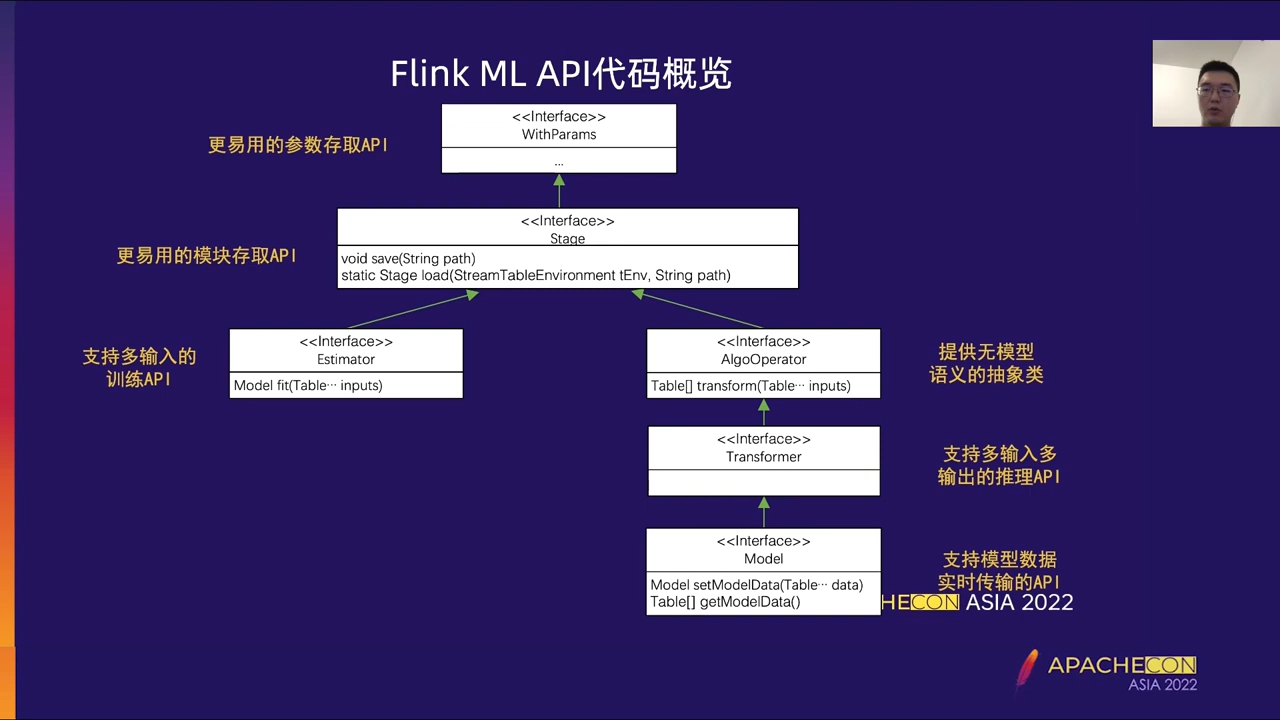 Flink ML API代码概览
<<Interface>>
WithParams
...
更易用的参数存取API
<<Interface>>
Stage
void save(String path)
static Stage load(StreamTableEnvironment tEnv, String path)
更易用的模块存取API
<<Interface>>
Estimator
Model fit(Table… inputs)
支持多输入的
训练API
<<Interface>>
AlgoOperator
Table[] transform(Table… inputs)
提供无模型
语义的抽象类
<<Interface>>
Transformer
支持多输入多
输出的推理API
<<Interface>>
Model
Model setModelData(Table… data)
Table[] getModelData()
支持模型数据
实时传输的API
HECON ASIA 2022
APACHECON
ASIA 2022